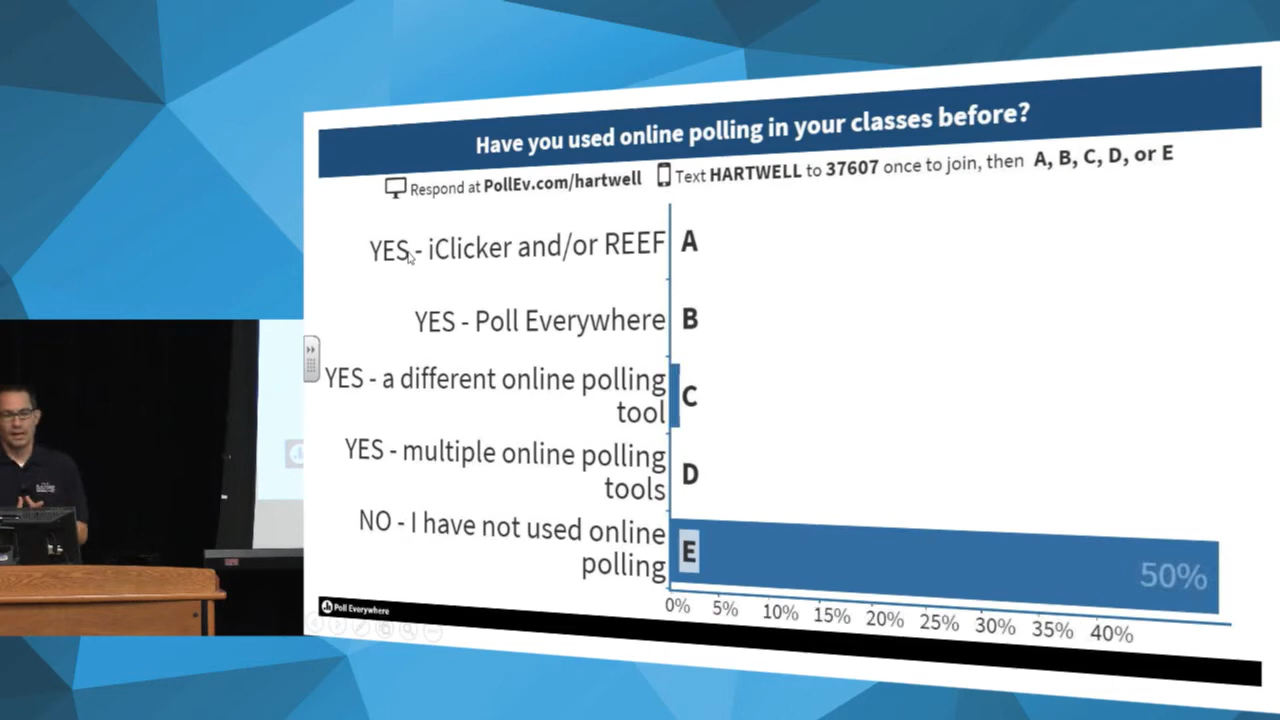 Have you used online polling in your classes before?
Respond at PollEv.com/hartwell Text HARTWELL to 37607 once to join, then A, B, C, D, or E
YES - iClicker and/or REEF A
YES - Poll Everywhere B
YES - a different online polling
tool C
YES - multiple online polling
tools D
NO - I have not used online
polling E
50%
0% 5% 10% 15% 20% 25% 30% 35% 40%
Poll Everywhere